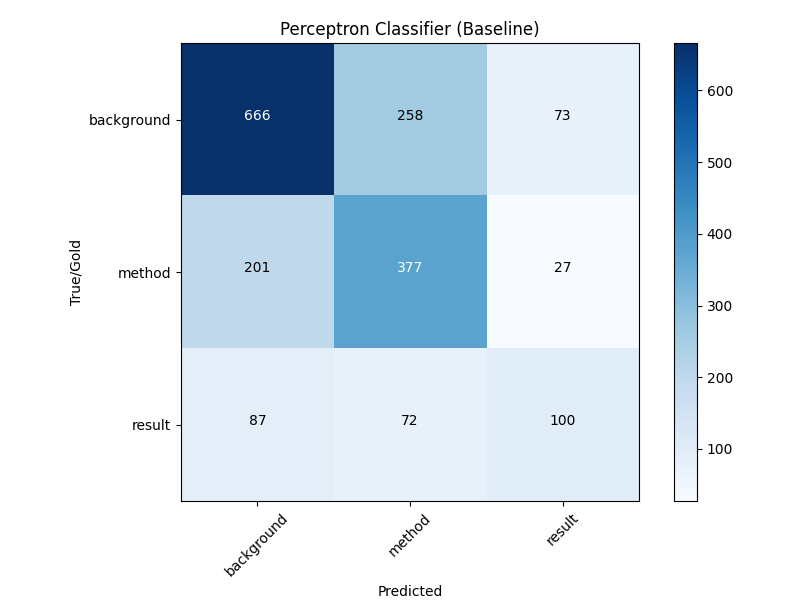 Perceptron Classifier (Baseline)
background
666
258
73
method
201
377
27
result
87
72
100
True/Gold
background
method
result
Predicted
600
500
400
300
200
100